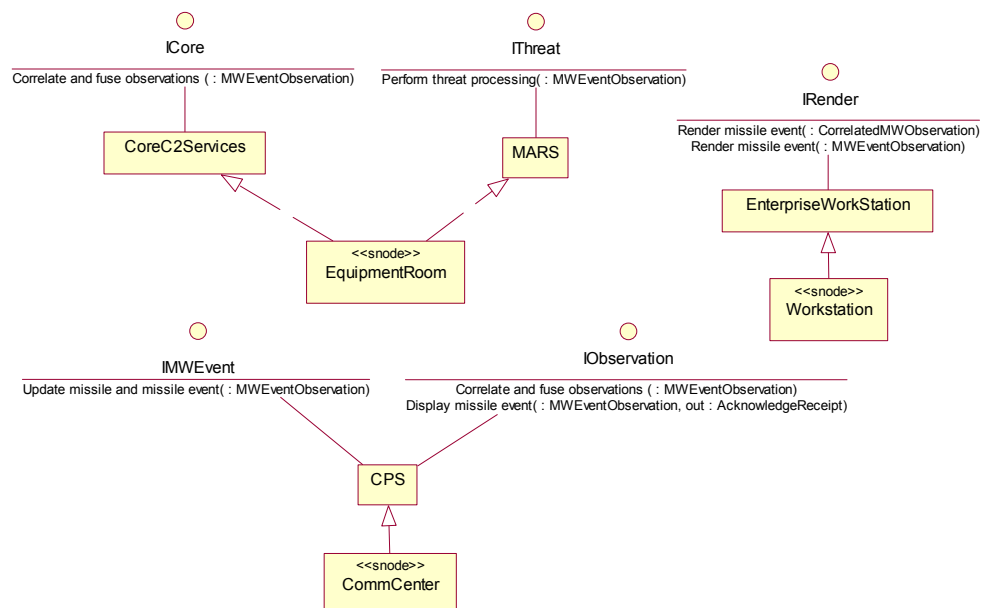 ICore
Correlate and fuse observations ( : MWEventObservation)
CoreC2Services
IThreat
Perform threat processing( : MWEventObservation)
MARS
<<snode>>
EquipmentRoom
IRender
Render missile event( : CorrelatedMWObservation)
Render missile event( : MWEventObservation)
EnterpriseWorkStation
<<snode>>
Workstation
IMWEvent
Update missile and missile event( : MWEventObservation)
IObservation
Correlate and fuse observations ( : MWEventObservation)
Display missile event( : MWEventObservation, out : AcknowledgeReceipt)
CPS
<<snode>>
CommCenter